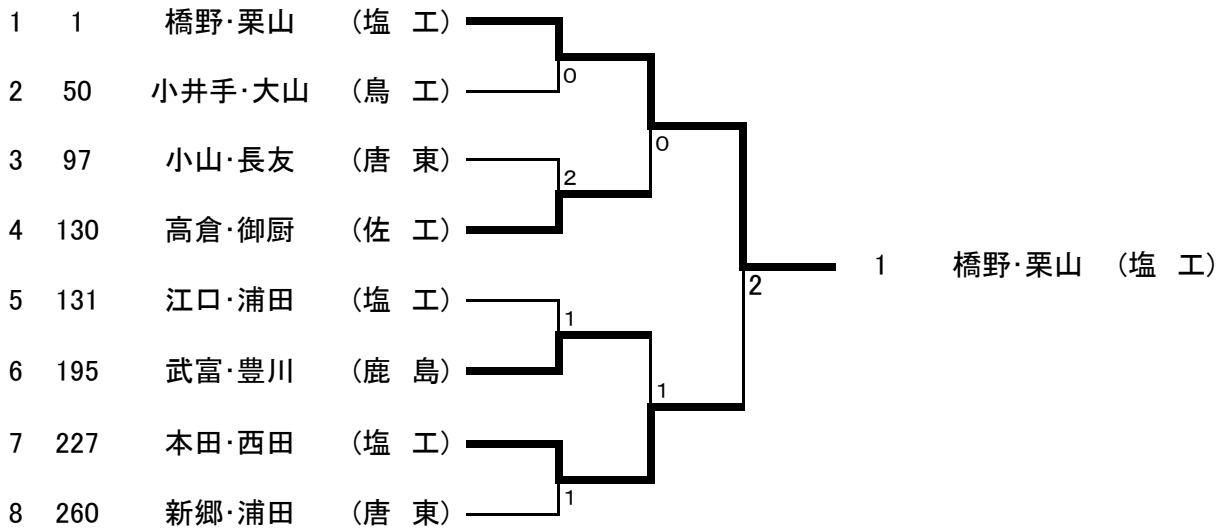 1 1 橋野･栗山 (塩 工)
0
2 50 小井手･大山 (鳥 工)
0
3 97 小山･長友 (唐 東)
2
4 130 高倉･御厨 (佐 工)
1 橋野･栗山 (塩 工)
2
5 131 江口･浦田 (塩 工)
1
6 195 武富･豊川 (鹿 島)
1
7 227 本田･西田 (塩 工)
1
8 260 新郷･浦田 (唐 東)